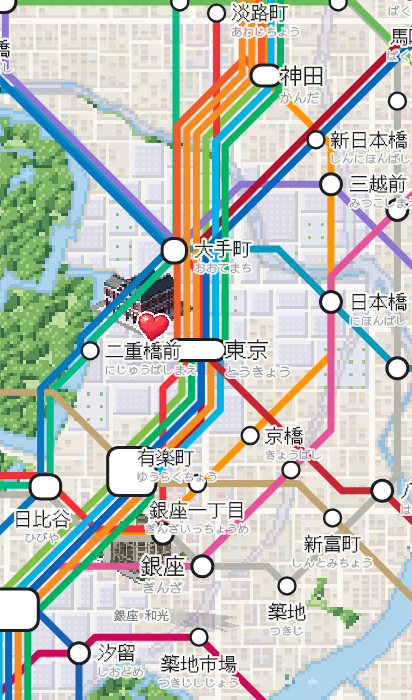 淡路町
あわじちょう
神田
かんだ
新日本橋
しんにほんばし
三越前
みつこしま
大手町
おおてまち
日本橋
にほんばし
二重橋前
にじゅうばしまえ
東京
とうきょう
京橋
きょうばし
有楽町
ゆうらくちょう
銀座一丁目
ぎんざいっちょうめ
日比谷
ひびや
新富町
しんとみちょう
銀座
ぎんざ
築地
つきじ
銀座 和光
汐留
しおどめ
築地市場
つきじしじょう